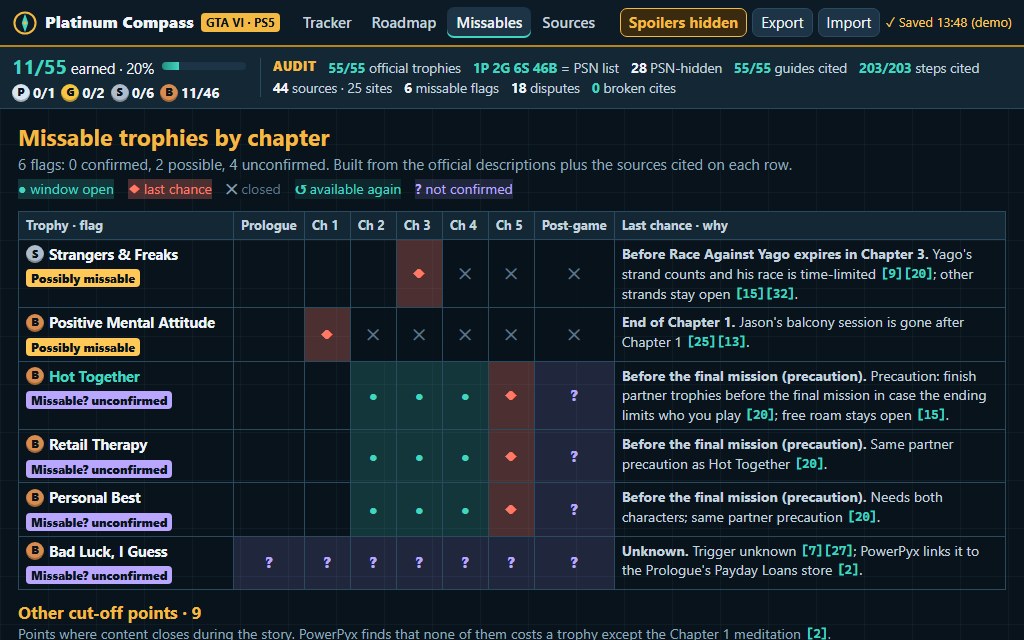 Platinum Compass GTA VI · PS5 Tracker Roadmap Missables Sources Spoilers hidden Export Import ✓ Saved 13:48 (demo)
11/55 earned · 20%
P 0/1 G 0/2 S 0/6 B 11/46
AUDIT 55/55 official trophies 1P 2G 6S 46B = PSN list 28 PSN-hidden 55/55 guides cited 203/203 steps cited
44 sources · 25 sites 6 missable flags 18 disputes 0 broken cites
Missable trophies by chapter
6 flags: 0 confirmed, 2 possible, 4 unconfirmed. Built from the official descriptions plus the sources cited on each row.
● window open ◆ last chance ✕ closed ↺ available again ? not confirmed
Trophy · flag Prologue Ch 1 Ch 2 Ch 3 Ch 4 Ch 5 Post-game Last chance · why
S Strangers & Freaks
Possibly missable
◆ ✕ ✕ ✕
Before Race Against Yago expires in Chapter 3. Yago's
strand counts and his race is time-limited [9][20]; other
strands stay open [15][32].
B Positive Mental Attitude
Possibly missable
◆ ✕ ✕ ✕ ✕ ✕
End of Chapter 1. Jason's balcony session is gone after
Chapter 1 [25][13].
B Hot Together
Missable? unconfirmed
● ● ● ◆ ?
Before the final mission (precaution). Precaution: finish
partner trophies before the final mission in case the ending
limits who you play [20]; free roam stays open [15].
B Retail Therapy
Missable? unconfirmed
● ● ● ◆ ?
Before the final mission (precaution). Same partner
precaution as Hot Together [20].
B Personal Best
Missable? unconfirmed
● ● ● ◆ ?
Before the final mission (precaution). Needs both
characters; same partner precaution [20].
B Bad Luck, I Guess
Missable? unconfirmed
? ? ? ? ? ? ?
Unknown. Trigger unknown [7][27]; PowerPyx links it to
the Prologue's Payday Loans store [2].
Other cut-off points · 9
Points where content closes during the story. PowerPyx finds that none of them costs a trophy except the Chapter 1 meditation [2].